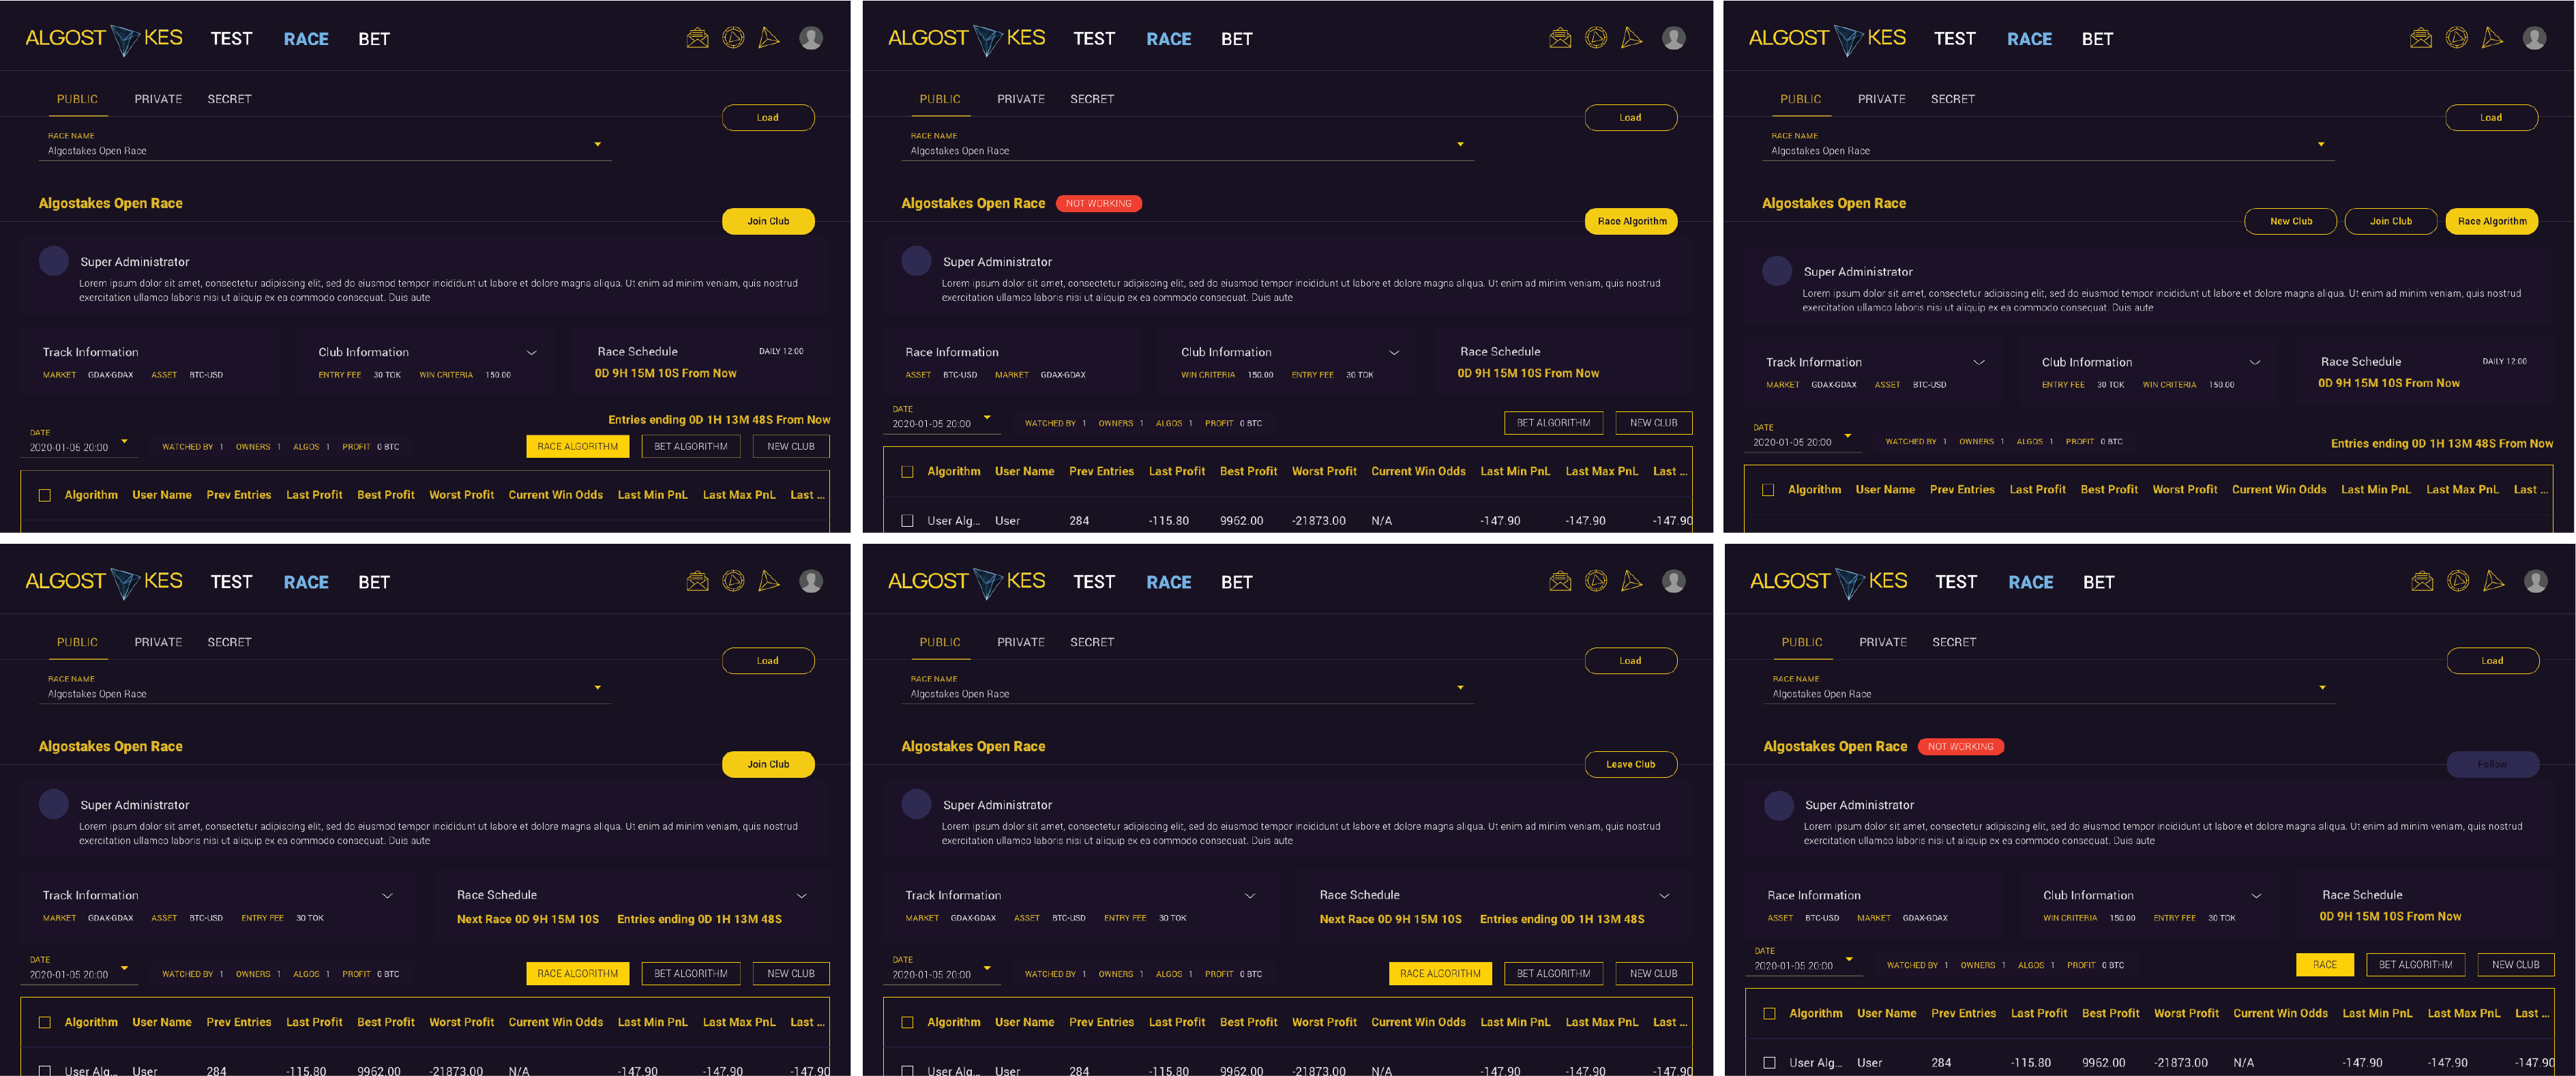 ALGOST KES TEST RACE BET
PUBLIC PRIVATE SECRET
Load
RACE NAME
Algostakes Open Race
Algostakes Open Race
Join Club
Super Administrator
Lorem ipsum dolor sit amet, consectetur adipiscing elit, sed do eiusmod tempor incididunt ut labore et dolore magna aliqua. Ut enim ad minim veniam, quis nostrud
exercitation ullamco laboris nisi ut aliquip ex ea commodo consequat. Duis aute
Track Information
MARKET GDAX-GDAX ASSET BTC-USD
Club Information
ENTRY FEE 30 TOK WIN CRITERIA 150.00
Race Schedule DAILY 12:00
0D 9H 15M 10S From Now
Entries ending 0D 1H 13M 48S From Now
DATE
2020-01-05 20:00
WATCHED BY 1 OWNERS 1 ALGOS 1 PROFIT 0 BTC
RACE ALGORITHM BET ALGORITHM NEW CLUB
Algorithm User Name Prev Entries Last Profit Best Profit Worst Profit Current Win Odds Last Min PnL Last Max PnL Last ...
ALGOST KES TEST RACE BET
PUBLIC PRIVATE SECRET
Load
RACE NAME
Algostakes Open Race
Algostakes Open Race NOT WORKING
Race Algorithm
Super Administrator
Lorem ipsum dolor sit amet, consectetur adipiscing elit, sed do eiusmod tempor incididunt ut labore et dolore magna aliqua. Ut enim ad minim veniam, quis nostrud
exercitation ullamco laboris nisi ut aliquip ex ea commodo consequat. Duis aute
Race Information
ASSET BTC-USD MARKET GDAX-GDAX
Club Information
WIN CRITERIA 150.00 ENTRY FEE 30 TOK
Race Schedule
0D 9H 15M 10S From Now
DATE
2020-01-05 20:00
WATCHED BY 1 OWNERS 1 ALGOS 1 PROFIT 0 BTC
BET ALGORITHM NEW CLUB
Algorithm User Name Prev Entries Last Profit Best Profit Worst Profit Current Win Odds Last Min PnL Last Max PnL Last ...
User Alg... User 284 -115.80 9962.00 -21873.00 N/A -147.90 -147.90 -147.90
ALGOST KES TEST RACE BET
PUBLIC PRIVATE SECRET
Load
RACE NAME
Algostakes Open Race
Algostakes Open Race
New Club Join Club Race Algorithm
Super Administrator
Lorem ipsum dolor sit amet, consectetur adipiscing elit, sed do eiusmod tempor incididunt ut labore et dolore magna aliqua. Ut enim ad minim veniam, quis nostrud
exercitation ullamco laboris nisi ut aliquip ex ea commodo consequat. Duis aute
Track Information
MARKET GDAX-GDAX ASSET BTC-USD
Club Information
ENTRY FEE 30 TOK WIN CRITERIA 150.00
Race Schedule DAILY 12:00
0D 9H 15M 10S From Now
DATE
2020-01-05 20:00
WATCHED BY 1 OWNERS 1 ALGOS 1 PROFIT 0 BTC
Entries ending 0D 1H 13M 48S From Now
Algorithm User Name Prev Entries Last Profit Best Profit Worst Profit Current Win Odds Last Min PnL Last Max PnL Last ...
ALGOST KES TEST RACE BET
PUBLIC PRIVATE SECRET
Load
RACE NAME
Algostakes Open Race
Algostakes Open Race
Join Club
Super Administrator
Lorem ipsum dolor sit amet, consectetur adipiscing elit, sed do eiusmod tempor incididunt ut labore et dolore magna aliqua. Ut enim ad minim veniam, quis nostrud
exercitation ullamco laboris nisi ut aliquip ex ea commodo consequat. Duis aute
Track Information
MARKET GDAX-GDAX ASSET BTC-USD ENTRY FEE 30 TOK
Race Schedule
Next Race 0D 9H 15M 10S Entries ending 0D 1H 13M 48S
DATE
2020-01-05 20:00
WATCHED BY 1 OWNERS 1 ALGOS 1 PROFIT 0 BTC
RACE ALGORITHM BET ALGORITHM NEW CLUB
Algorithm User Name Prev Entries Last Profit Best Profit Worst Profit Current Win Odds Last Min PnL Last Max PnL Last ...
User Alg... User 284 -115.80 9962.00 -21873.00 N/A -147.90 -147.90 -147.90
ALGOST KES TEST RACE BET
PUBLIC PRIVATE SECRET
Load
RACE NAME
Algostakes Open Race
Algostakes Open Race
Leave Club
Super Administrator
Lorem ipsum dolor sit amet, consectetur adipiscing elit, sed do eiusmod tempor incididunt ut labore et dolore magna aliqua. Ut enim ad minim veniam, quis nostrud
exercitation ullamco laboris nisi ut aliquip ex ea commodo consequat. Duis aute
Track Information
MARKET GDAX-GDAX ASSET BTC-USD ENTRY FEE 30 TOK
Race Schedule
Next Race 0D 9H 15M 10S Entries ending 0D 1H 13M 48S
DATE
2020-01-05 20:00
WATCHED BY 1 OWNERS 1 ALGOS 1 PROFIT 0 BTC
RACE ALGORITHM BET ALGORITHM NEW CLUB
Algorithm User Name Prev Entries Last Profit Best Profit Worst Profit Current Win Odds Last Min PnL Last Max PnL Last ...
User Alg... User 284 -115.80 9962.00 -21873.00 N/A -147.90 -147.90 -147.90
ALGOST KES TEST RACE BET
PUBLIC PRIVATE SECRET
Load
RACE NAME
Algostakes Open Race
Algostakes Open Race NOT WORKING
Follow
Super Administrator
Lorem ipsum dolor sit amet, consectetur adipiscing elit, sed do eiusmod tempor incididunt ut labore et dolore magna aliqua. Ut enim ad minim veniam, quis nostrud
exercitation ullamco laboris nisi ut aliquip ex ea commodo consequat. Duis aute
Race Information
ASSET BTC-USD MARKET GDAX-GDAX
Club Information
WIN CRITERIA 150.00 ENTRY FEE 30 TOK
Race Schedule
0D 9H 15M 10S From Now
DATE
2020-01-05 20:00
WATCHED BY 1 OWNERS 1 ALGOS 1 PROFIT 0 BTC
RACE BET ALGORITHM NEW CLUB
Algorithm User Name Prev Entries Last Profit Best Profit Worst Profit Current Win Odds Last Min PnL Last Max PnL Last ...
User Alg... User 284 -115.80 9962.00 -21873.00 N/A -147.90 -147.90 -147.90